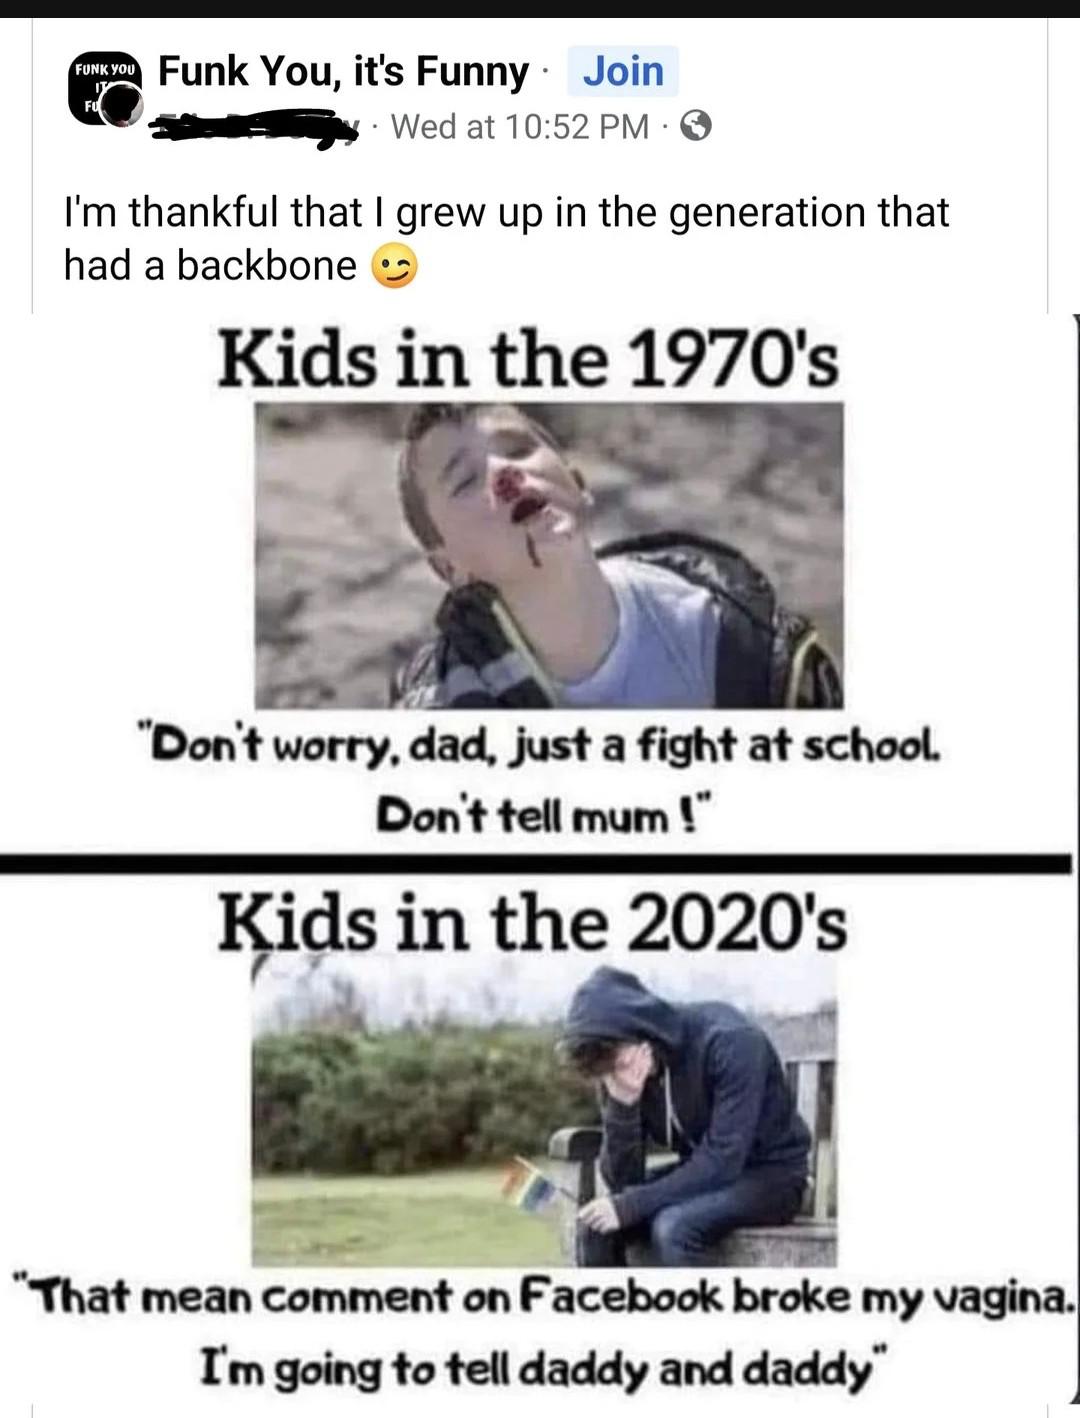 FUNK YOU
Funk You, it's Funny · Join
Wed at 10:52 PM ·
I'm thankful that I grew up in the generation that
had a backbone 😉
Kids in the 1970's
"Don't worry, dad, just a fight at school.
Don't tell mum !"
Kids in the 2020's
"That mean comment on Facebook broke my vagina.
I'm going to tell daddy and daddy"